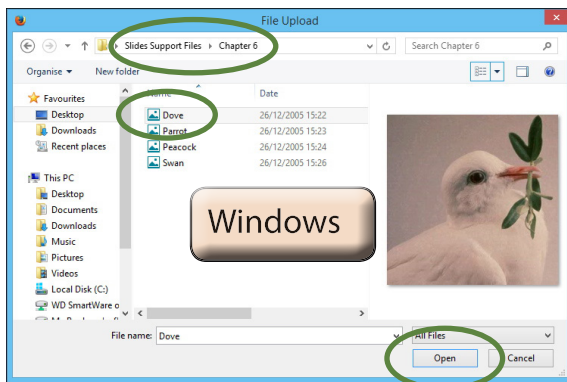 File Upload
Slides Support Files Chapter 6
Search Chapter 6
Organise New folder
Name Date
Favourites
Desktop
Downloads
Recent places
This PC
Desktop
Documents
Downloads
Music
Pictures
Videos
Local Disk (C:)
WD SmartWare
Dove 26/12/2005 15:22
Parrot 26/12/2005 15:23
Peacock 26/12/2005 15:24
Swan 26/12/2005 15:26
Windows
File name: Dove All Files
Open Cancel